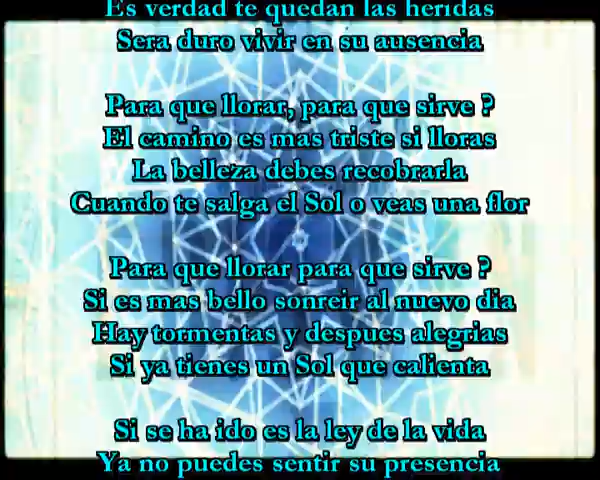 Es verdad te quedan las heridas
Sera duro vivir en su ausencia
Para que llorar, para que sirve ?
El camino es mas triste si lloras
La belleza debes recobrarla
Cuando te salga el Sol o veas una flor
Para que llorar para que sirve ?
Si es mas bello sonreir al nuevo dia
Hay tormentas y despues alegrias
Si ya tienes un Sol que calienta
Si se ha ido es la ley de la vida
Ya no puedes sentir su presencia